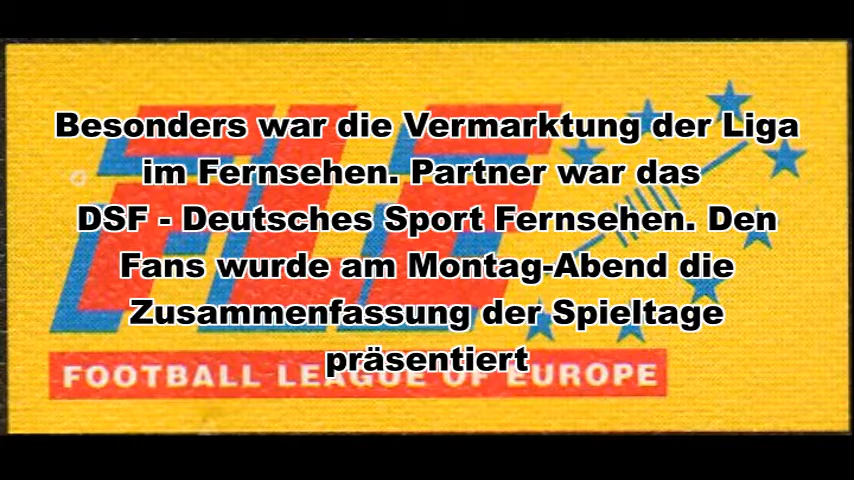 Besonders war die Vermarktung der Liga
im Fernsehen. Partner war das
DSF - Deutsches Sport Fernsehen. Den
Fans wurde am Montag-Abend die
Zusammenfassung der Spieltage
präsentiert
FLE
FOOTBALL LEAGUE OF EUROPE